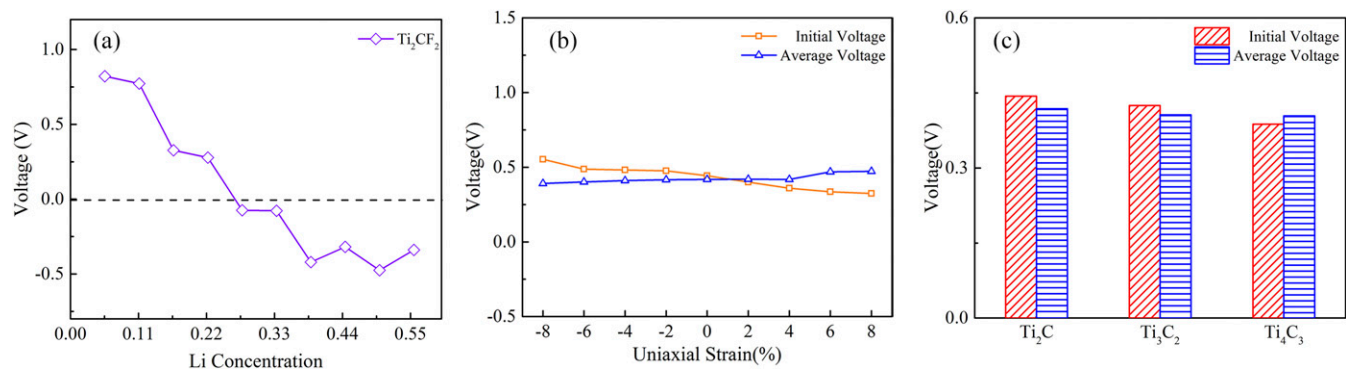 (a)
Ti₂CF₂
1.0
0.5
0.0
-0.5
Voltage (V)
0.00 0.11 0.22 0.33 0.44 0.55
Li Concentration
(b)
Initial Voltage
Average Voltage
1.5
1.0
0.5
0.0
-0.5
Voltage(V)
-8 -6 -4 -2 0 2 4 6 8
Uniaxial Strain(%)
(c)
Initial Voltage
Average Voltage
0.6
0.3
0.0
Voltage(V)
Ti₂C Ti₃C₂ Ti₄C₃